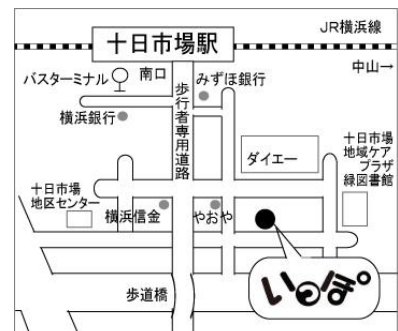 JR横浜線
十日市場駅
中山→
バスターミナル
南口
みずほ銀行
歩行者専用道路
横浜銀行
ダイエー
十日市場
地域ケア
プラザ
緑図書館
十日市場
地区センター
横浜信金
やおや
いっぽ°
歩道橋